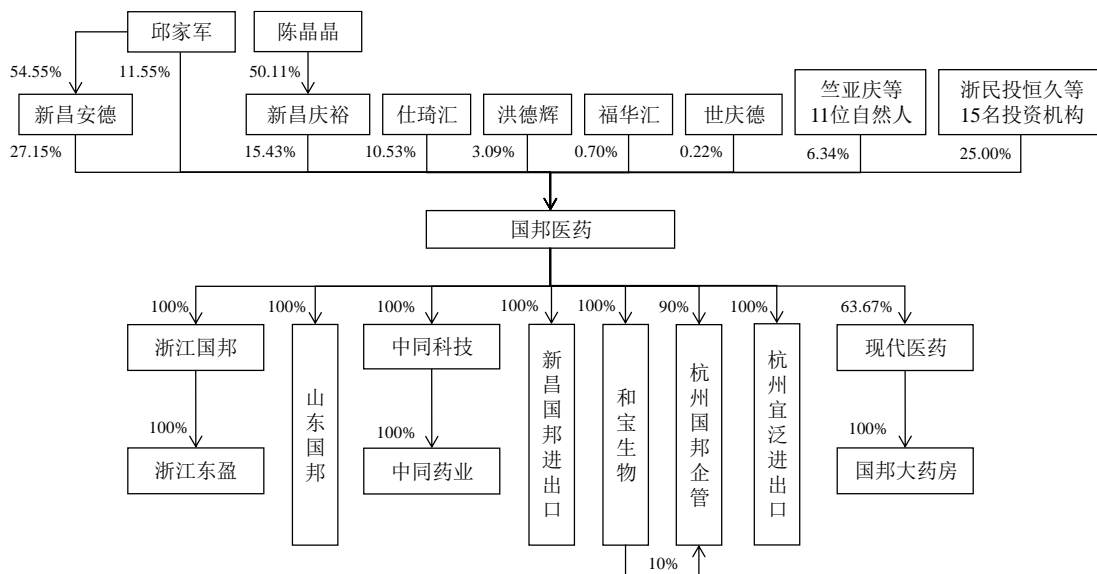 邱家军
陈晶晶
54.55%
11.55%
50.11%
新昌安德
新昌庆裕
仕琦汇
洪德辉
福华汇
世庆德
竺亚庆等
11位自然人
浙民投恒久等
15名投资机构
27.15%
15.43%
10.53%
3.09%
0.70%
0.22%
6.34%
25.00%
国邦医药
100%
100%
100%
100%
100%
90%
100%
63.67%
浙江国邦
山东国邦
中同科技
新昌国邦进出口
和宝生物
杭州国邦企管
杭州宜泛进出口
现代医药
100%
100%
100%
浙江东盈
中同药业
国邦大药房
10%